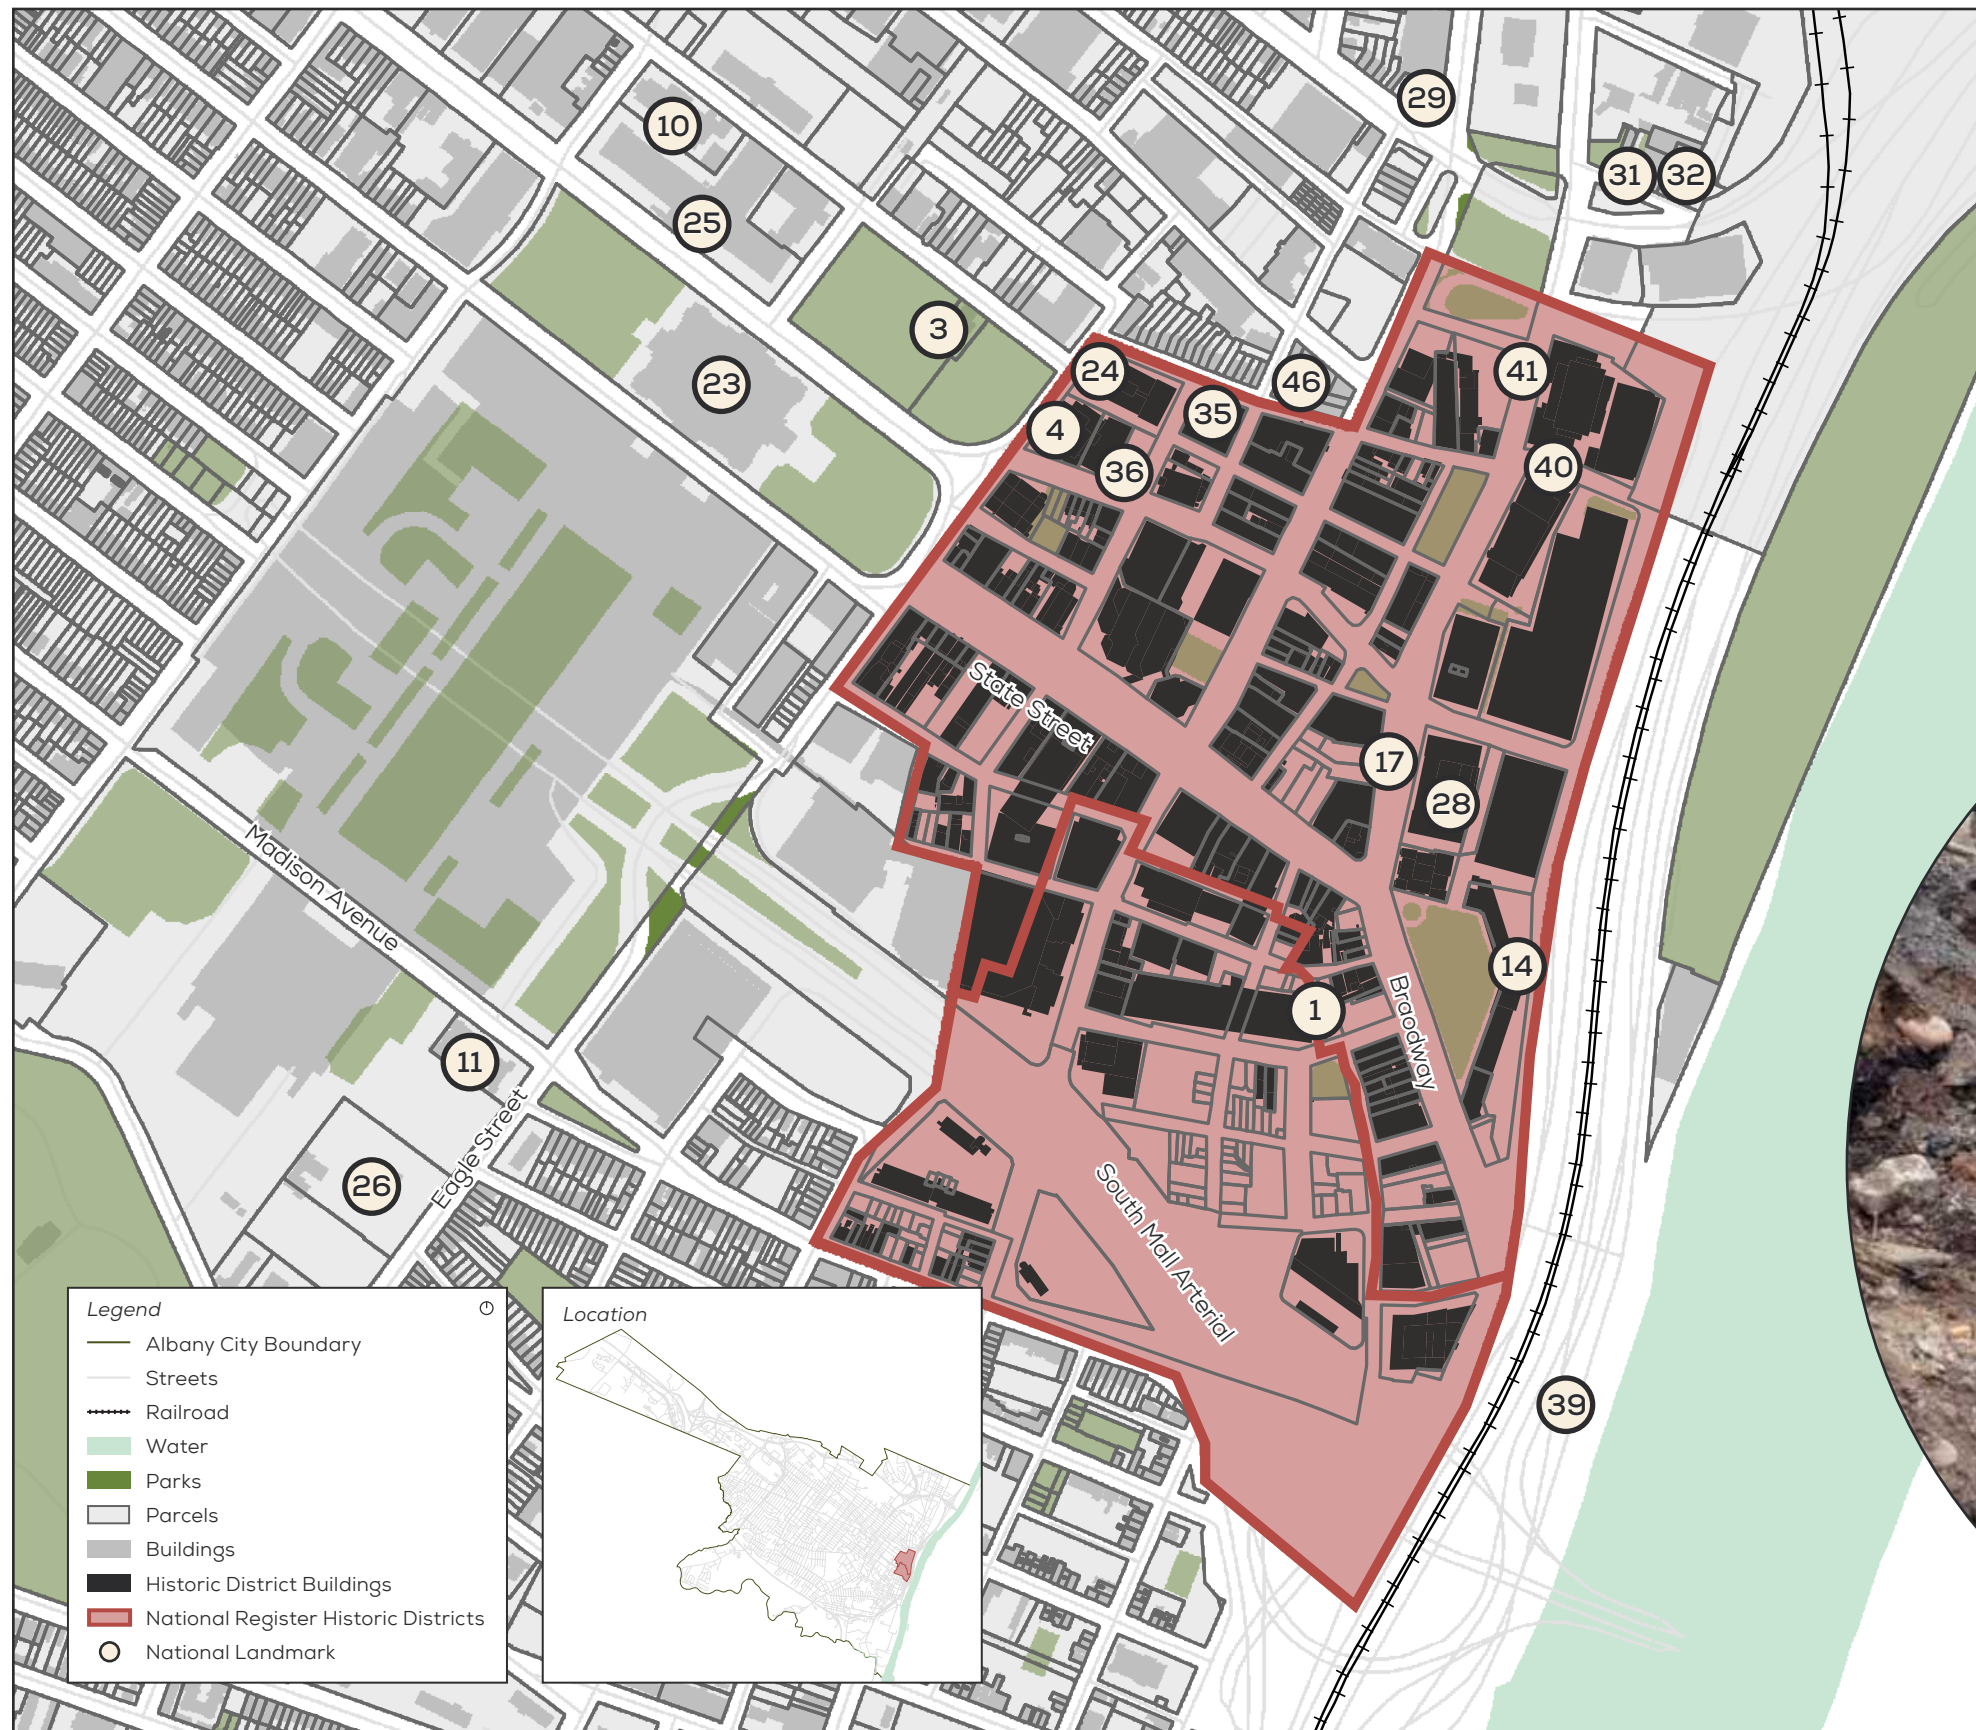 29
10
31
32
25
3
24
41
23
46
35
4
40
36
State Street
17
28
Madison Avenue
14
Braodway
1
11
Eagle Street
26
South Mall Arterial
39
Legend
Albany City Boundary
Streets
Railroad
Water
Parks
Parcels
Buildings
Historic District Buildings
National Register Historic Districts
National Landmark
Location